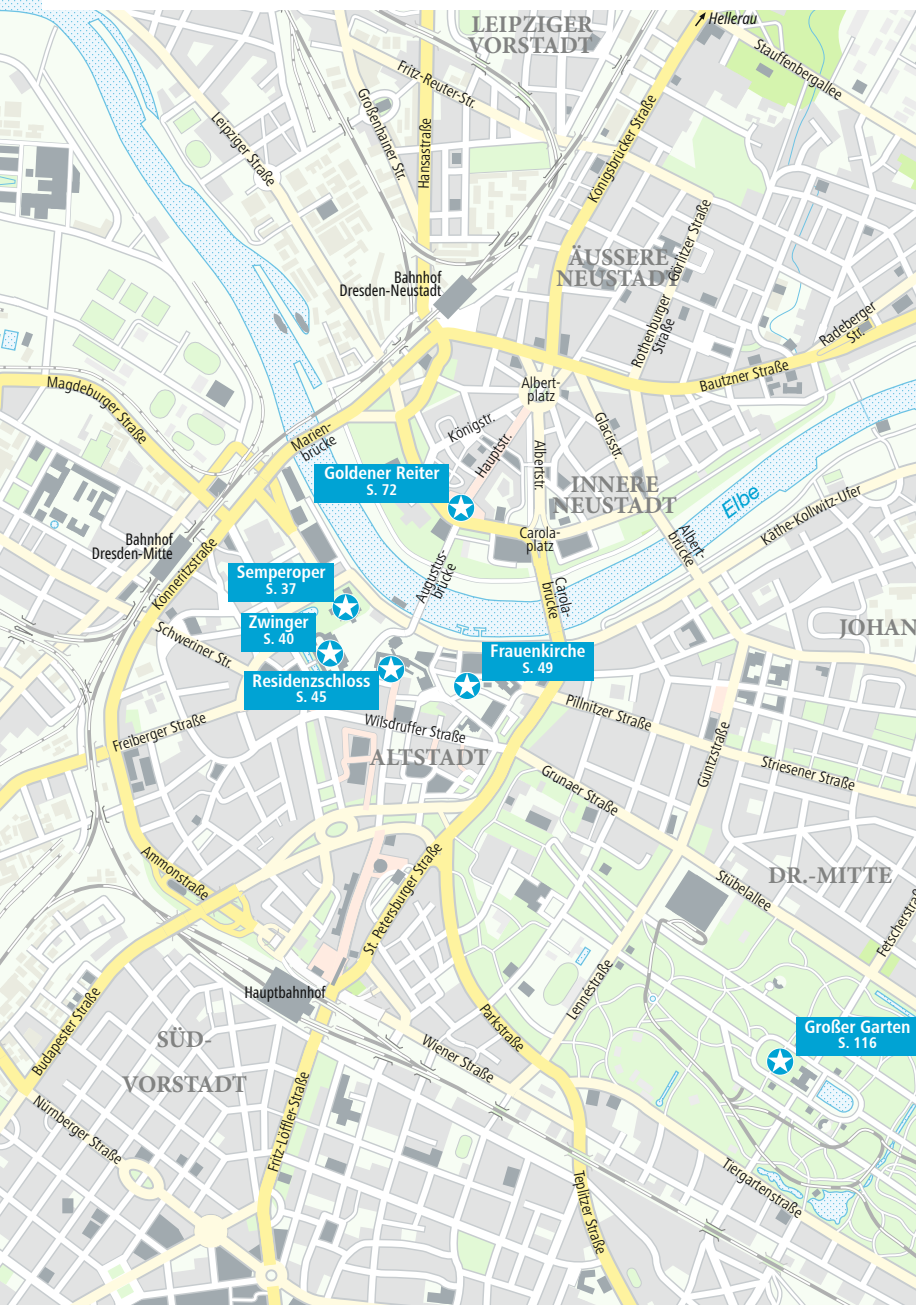 Hellerau
LEIPZIGER
VORSTADT
Stauffenbergallee
Fritz-Reuter-Str.
Großenhainer Str.
Leipziger Straße
Hansastraße
Königsbrücker Straße
ÄUSSERE
NEUSTADT
Görlitzer Straße
Rothenburger
Straße
Bahnhof
Dresden-Neustadt
Radeberger
Str.
Bautzner Straße
Magdeburger Straße
Albert-
platz
Königstr.
Hauptstr.
Albertstr.
Glacisstr.
Marien-
brücke
Goldener Reiter
S. 72
INNERE
NEUSTADT
Elbe
Käthe-Kollwitz-Ufer
Albert-
brücke
Carola-
platz
Bahnhof
Dresden-Mitte
Könneritzstraße
Augustus-
brücke
Carola-
brücke
Semperoper
S. 37
Zwinger
S. 40
Schweriner Str.
JOHAN
Frauenkirche
S. 49
Residenzschloss
S. 45
Pillnitzer Straße
Wilsdruffer Straße
Freiberger Straße
ALTSTADT
Güntzstraße
Striesener Straße
Grunaer Straße
Ammonstraße
St. Petersburger Straße
DR.-MITTE
Stübelallee
Fetscherstraß
Lennéstraße
Hauptbahnhof
Budapester Straße
Parkstraße
Großer Garten
S. 116
SÜD-
VORSTADT
Wiener Straße
Nürnberger Straße
Fritz-Löffler-Straße
Teplitzer Straße
Tiergartenstraße